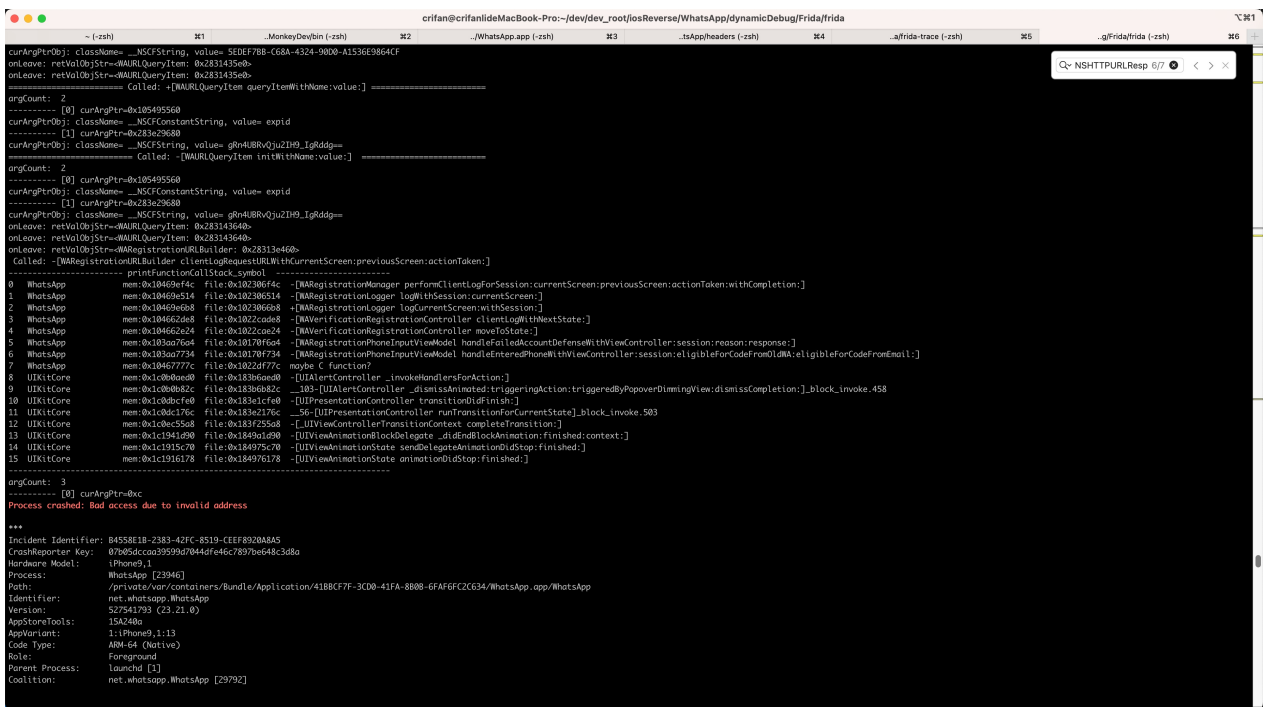 crifan@crifanlideMacBook-Pro:~/dev/dev_root/iosReverse/WhatsApp/dynamicDebug/Frida/frida
⌥⌘1
~ (-zsh) ⌘1 ..MonkeyDev/bin (-zsh) ⌘2 ../WhatsApp.app (-zsh) ⌘3 ..tsApp/headers (-zsh) ⌘4 ..a/frida-trace (-zsh) ⌘5 ..g/Frida/frida (-zsh) ⌘6 +
NSHTTPURLResp 6/7
curArgPtrObj: className= __NSCFString, value= 5EDEF7BB-C68A-4324-90D0-A1536E9864CF
onLeave: retValObjStr=<WAURLQueryItem: 0x2831435e0>
onLeave: retValObjStr=<WAURLQueryItem: 0x2831435e0>
======================== Called: +[WAURLQueryItem queryItemWithName:value:] ========================
argCount: 2
---------- [0] curArgPtr=0x105495560
curArgPtrObj: className= __NSCFConstantString, value= expid
---------- [1] curArgPtr=0x283e29680
curArgPtrObj: className= __NSCFString, value= gRn4UBRvQju2IH9_IgRddg==
========================== Called: -[WAURLQueryItem initWithName:value:] ==========================
argCount: 2
---------- [0] curArgPtr=0x105495560
curArgPtrObj: className= __NSCFConstantString, value= expid
---------- [1] curArgPtr=0x283e29680
curArgPtrObj: className= __NSCFString, value= gRn4UBRvQju2IH9_IgRddg==
onLeave: retValObjStr=<WAURLQueryItem: 0x283143640>
onLeave: retValObjStr=<WAURLQueryItem: 0x283143640>
onLeave: retValObjStr=<WARegistrationURLBuilder: 0x28313e460>
Called: -[WARegistrationURLBuilder clientLogRequestURLWithCurrentScreen:previousScreen:actionTaken:]
------------------------ printFunctionCallStack_symbol ------------------------
0 WhatsApp mem:0x10469ef4c file:0x102306f4c -[WARegistrationManager performClientLogForSession:currentScreen:previousScreen:actionTaken:withCompletion:]
1 WhatsApp mem:0x10469e514 file:0x102306514 -[WARegistrationLogger logWithSession:currentScreen:]
2 WhatsApp mem:0x10469e6b8 file:0x1023066b8 +[WARegistrationLogger logCurrentScreen:withSession:]
3 WhatsApp mem:0x104662de8 file:0x1022cade8 -[WAVerificationRegistrationController clientLogWithNextState:]
4 WhatsApp mem:0x104662e24 file:0x1022cae24 -[WAVerificationRegistrationController moveToState:]
5 WhatsApp mem:0x103aa76a4 file:0x10170f6a4 -[WARegistrationPhoneInputViewModel handleFailedAccountDefenseWithViewController:session:reason:response:]
6 WhatsApp mem:0x103aa7734 file:0x10170f734 -[WARegistrationPhoneInputViewModel handleEnteredPhoneWithViewController:session:eligibleForCodeFromOldWA:eligibleForCodeFromEmail:]
7 WhatsApp mem:0x10467777c file:0x1022df77c maybe C function?
8 UIKitCore mem:0x1c0b0aed0 file:0x183b6aed0 -[UIAlertController _invokeHandlersForAction:]
9 UIKitCore mem:0x1c0b0b82c file:0x183b6b82c __103-[UIAlertController _dismissAnimated:triggeringAction:triggeredByPopoverDimmingView:dismissCompletion:]_block_invoke.458
10 UIKitCore mem:0x1c0dbcfe0 file:0x183e1cfe0 -[UIPresentationController transitionDidFinish:]
11 UIKitCore mem:0x1c0dc176c file:0x183e2176c __56-[UIPresentationController runTransitionForCurrentState]_block_invoke.503
12 UIKitCore mem:0x1c0ec55a8 file:0x183f255a8 -[_UIViewControllerTransitionContext completeTransition:]
13 UIKitCore mem:0x1c1941d90 file:0x1849a1d90 -[UIViewAnimationBlockDelegate _didEndBlockAnimation:finished:context:]
14 UIKitCore mem:0x1c1915c70 file:0x184975c70 -[UIViewAnimationState sendDelegateAnimationDidStop:finished:]
15 UIKitCore mem:0x1c1916178 file:0x184976178 -[UIViewAnimationState animationDidStop:finished:]
--------------------------------------------------------------------------------
argCount: 3
---------- [0] curArgPtr=0xc
Process crashed: Bad access due to invalid address
***
Incident Identifier: B4558E1B-2383-42FC-8519-CEEF8920A8A5
CrashReporter Key: 07b05dccaa39599d7044dfe46c7897be648c3d8a
Hardware Model: iPhone9,1
Process: WhatsApp [23946]
Path: /private/var/containers/Bundle/Application/41BBCF7F-3CD0-41FA-8B0B-6FAF6FC2C634/WhatsApp.app/WhatsApp
Identifier: net.whatsapp.WhatsApp
Version: 527541793 (23.21.0)
AppStoreTools: 15A240a
AppVariant: 1:iPhone9,1:13
Code Type: ARM-64 (Native)
Role: Foreground
Parent Process: launchd [1]
Coalition: net.whatsapp.WhatsApp [29792]